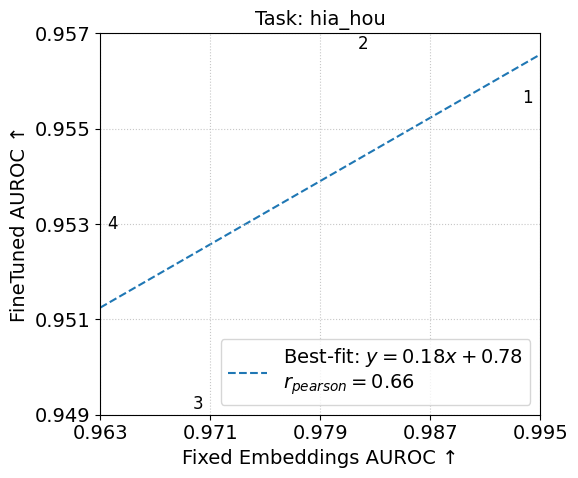 Task: hia_hou
FineTuned AUROC ↑
0.957
0.955
0.953
0.951
0.949
2
1
4
3
Best-fit: y = 0.18x + 0.78
r_pearson = 0.66
0.963 0.971 0.979 0.987 0.995
Fixed Embeddings AUROC ↑